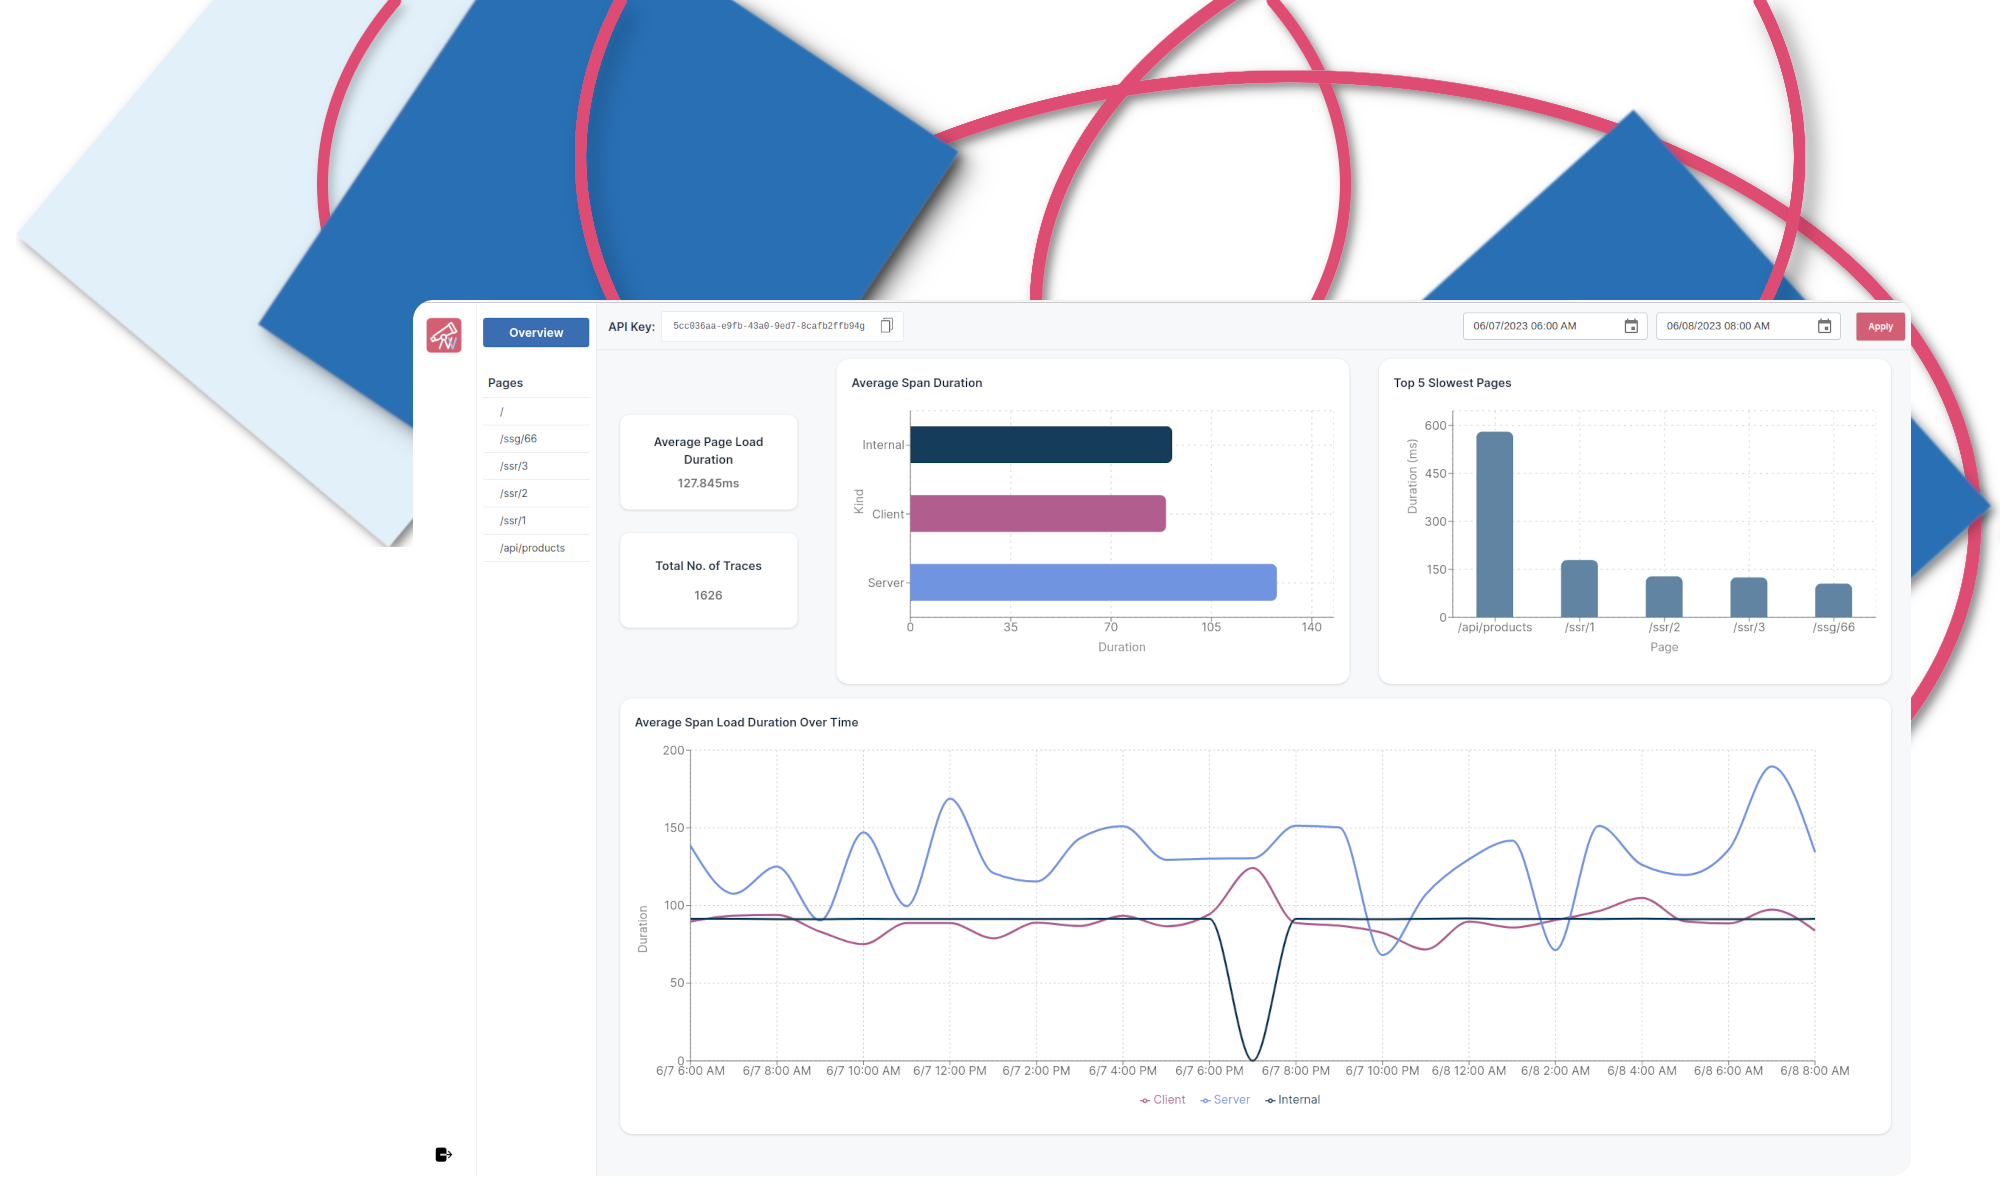 Overview
API Key:
5cc036aa-e9fb-43a0-9ed7-8cafb2ffb94g
06/07/2023 06:00 AM
06/08/2023 08:00 AM
Apply
Pages
/
/ssg/66
/ssr/3
/ssr/2
/ssr/1
/api/products
Average Page Load
Duration
127.845ms
Total No. of Traces
1626
Average Span Duration
Kind
Internal
Client
Server
0 35 70 105 140
Duration
Top 5 Slowest Pages
Duration (ms)
600
450
300
150
0
/api/products /ssr/1 /ssr/2 /ssr/3 /ssg/66
Page
Average Span Load Duration Over Time
Duration
200
150
100
50
0
6/7 6:00 AM 6/7 8:00 AM 6/7 10:00 AM 6/7 12:00 PM 6/7 2:00 PM 6/7 4:00 PM 6/7 6:00 PM 6/7 8:00 PM 6/7 10:00 PM 6/8 12:00 AM 6/8 2:00 AM 6/8 4:00 AM 6/8 6:00 AM 6/8 8:00 AM
Client Server Internal